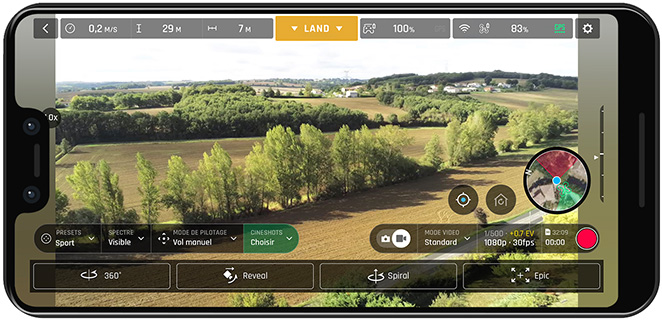 0,2 M/S
29 M
7 M
LAND
100%
83%
GPS
.0x
N
PRESETS
Sport
SPECTRE
Visible
MODE DE PILOTAGE
Vol manuel
CINESHOTS
Choisir
MODE VIDEO
Standard
1/500 · +0.7 EV
1080p · 30fps
32:09
00:00
360°
Reveal
Spiral
Epic